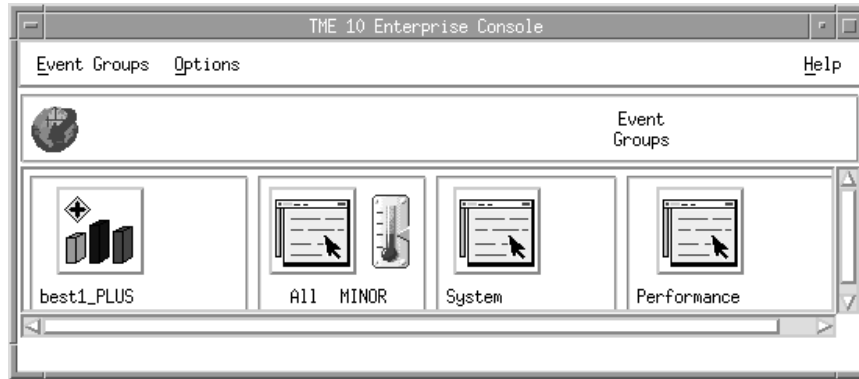 TME 10 Enterprise Console
Event Groups Options Help
Event
Groups
best1_PLUS All MINOR System Performance